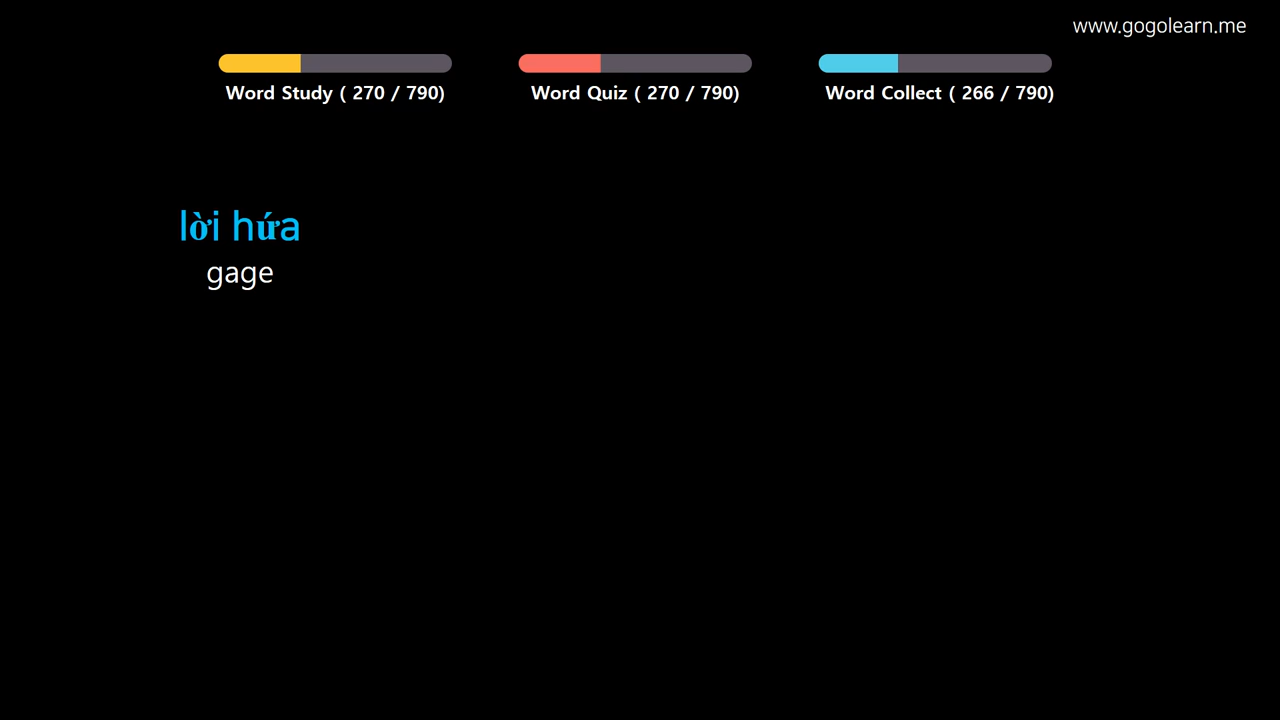 www.gogolearn.me
Word Study ( 270 / 790)
Word Quiz ( 270 / 790)
Word Collect ( 266 / 790)
lời hứa
gage